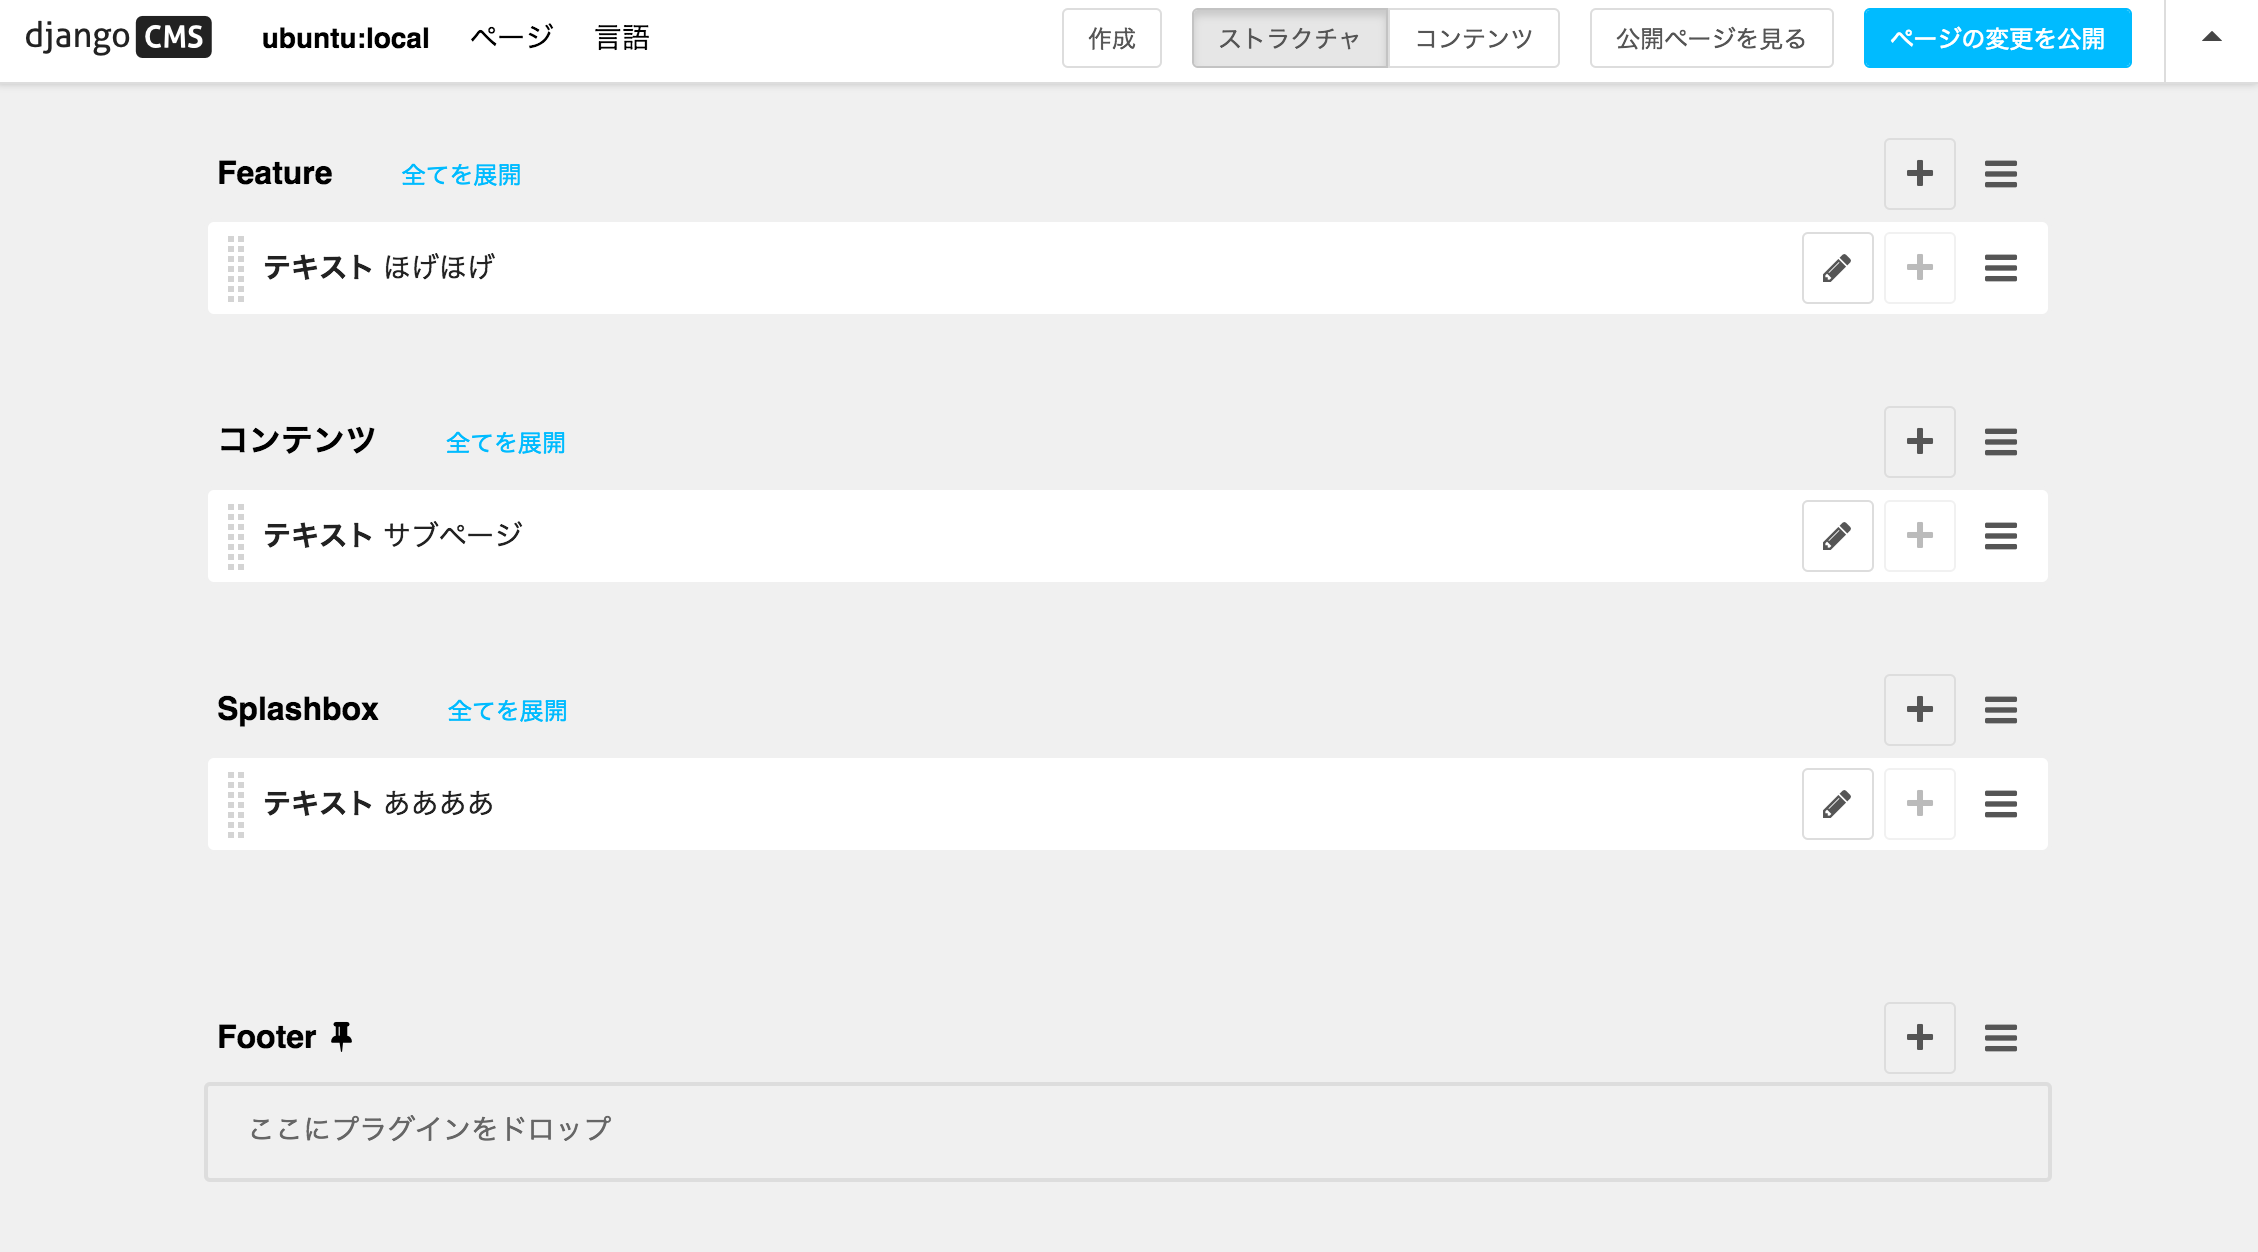 django CMS ubuntu:local ページ 言語 作成 ストラクチャ コンテンツ 公開ページを見る ページの変更を公開
Feature 全てを展開
テキスト ほげほげ
コンテンツ 全てを展開
テキスト サブページ
Splashbox 全てを展開
テキスト ああああ
Footer
ここにプラグインをドロップ